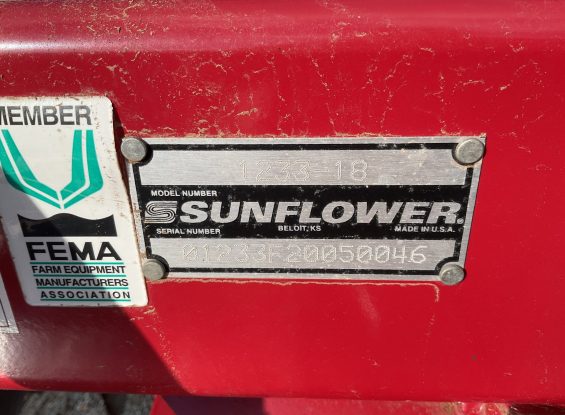 MEMBER
FEMA
FARM EQUIPMENT
MANUFACTURERS
ASSOCIATION
1233-18
MODEL NUMBER
SUNFLOWER®
SERIAL NUMBER BELOIT, KS MADE IN U.S.A.
01233F20050046